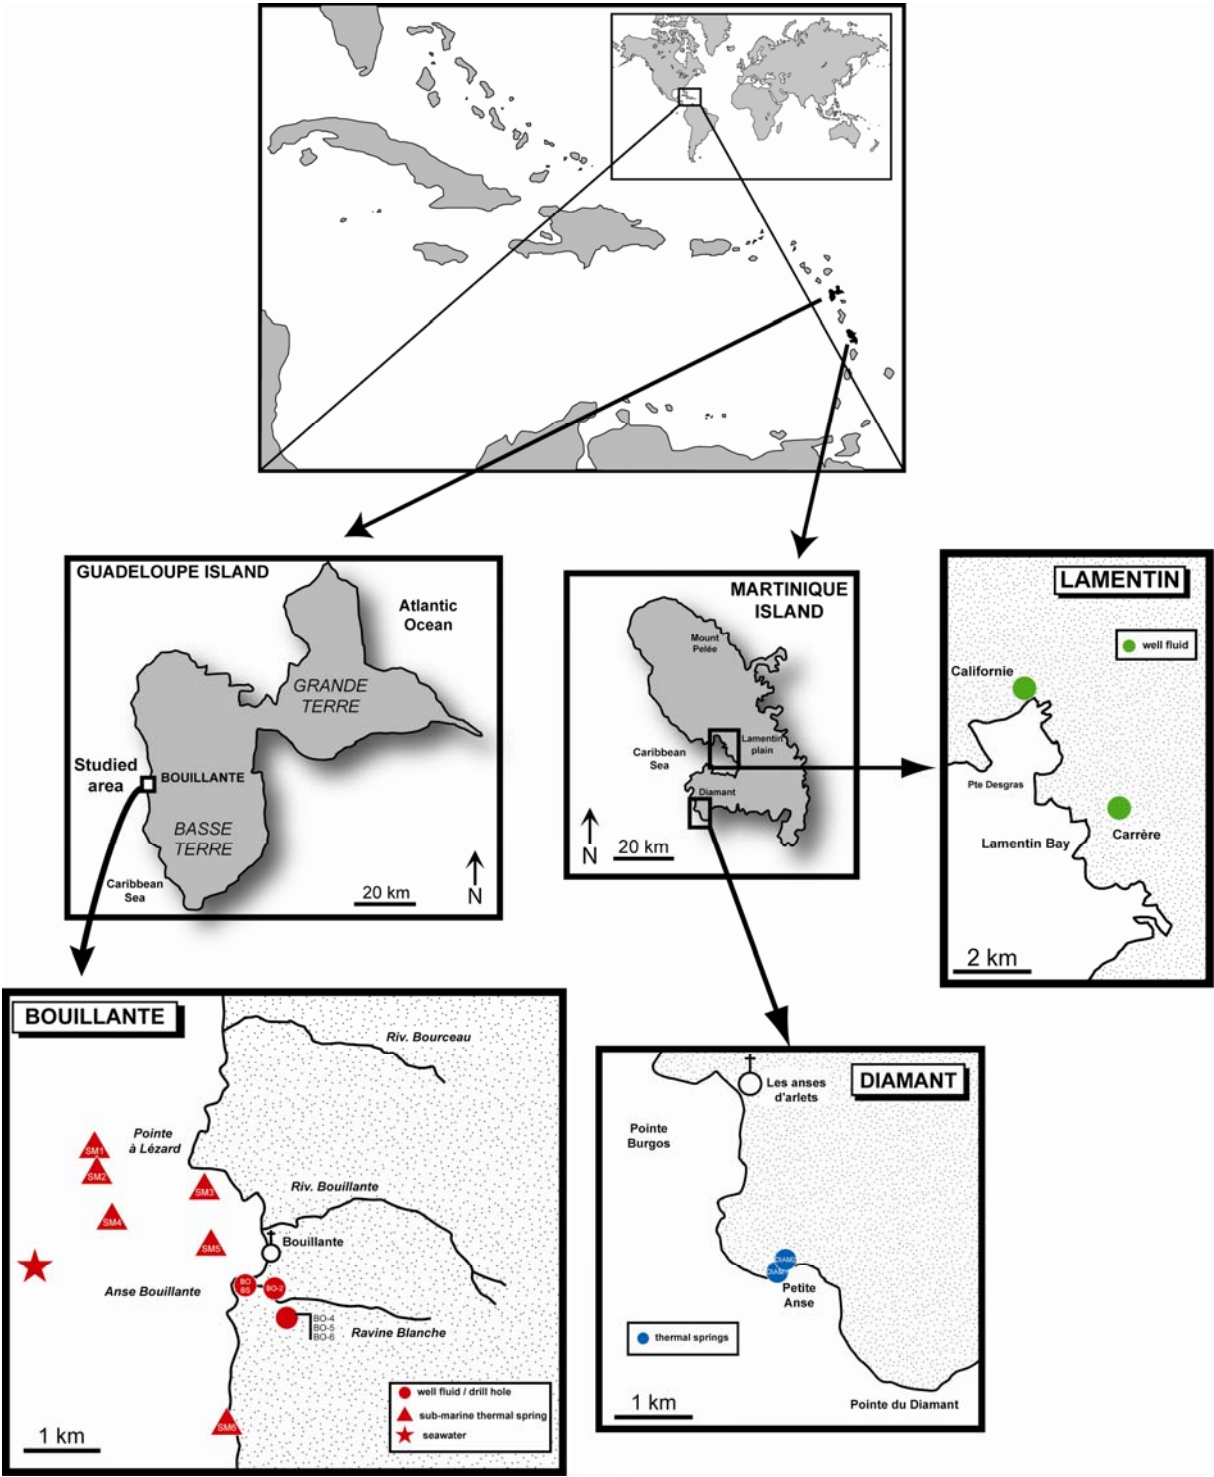 GUADELOUPE ISLAND
Atlantic
Ocean
GRANDE
TERRE
Studied
area
BOUILLANTE
BASSE
TERRE
Caribbean
Sea
20 km
N
MARTINIQUE
ISLAND
Mount
Pelée
Lamentin
plain
Caribbean
Sea
Diamant
N
20 km
LAMENTIN
well fluid
Californie
Pte Desgras
Carrère
Lamentin Bay
2 km
BOUILLANTE
Riv. Bourceau
Pointe
à Lézard
SM1
SM2
SM3
Riv. Bouillante
SM4
SM5
Bouillante
Anse Bouillante
BO
BS
BO-2
BO-4
BO-5
BO-6
Ravine Blanche
well fluid / drill hole
sub-marine thermal spring
seawater
SM6
1 km
DIAMANT
Les anses
d'arlets
Pointe
Burgos
DIAM2
Petite
Anse
thermal springs
1 km
Pointe du Diamant